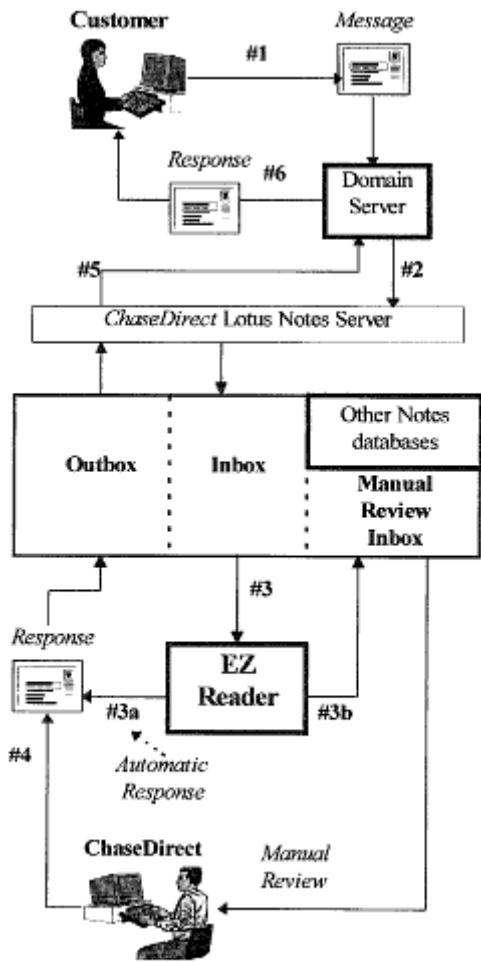 Customer
Message
#1
Response
#6
Domain
Server
#5
#2
ChaseDirect Lotus Notes Server
Other Notes
databases
Outbox
Inbox
Manual
Review
Inbox
#3
Response
EZ
Reader
#3a
#3b
#4
Automatic
Response
ChaseDirect
Manual
Review